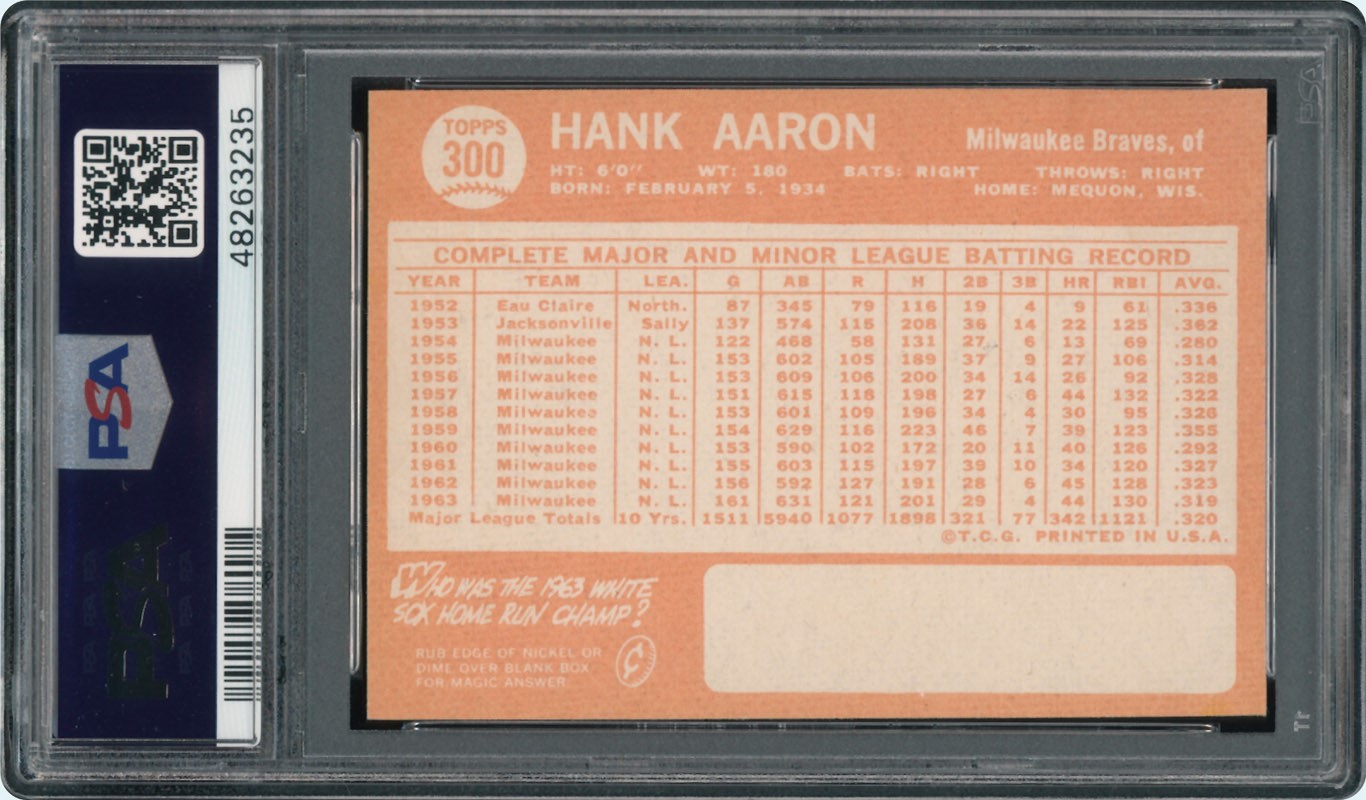 48263235
PSA
PSA
TOPPS
300
HANK AARON
Milwaukee Braves, of
HT: 6'0" WT: 180 BATS: RIGHT THROWS: RIGHT
BORN: FEBRUARY 5, 1934 HOME: MEQUON, WIS.
COMPLETE MAJOR AND MINOR LEAGUE BATTING RECORD
YEAR TEAM LEA. G AB R H 2B 3B HR RBI AVG.
1952 Eau Claire North. 87 345 79 116 19 4 9 61 .336
1953 Jacksonville Sally 137 574 115 208 36 14 22 125 .362
1954 Milwaukee N. L. 122 468 58 131 27 6 13 69 .280
1955 Milwaukee N. L. 153 602 105 189 37 9 27 106 .314
1956 Milwaukee N. L. 153 609 106 200 34 14 26 92 .328
1957 Milwaukee N. L. 151 615 118 198 27 6 44 132 .322
1958 Milwaukee N. L. 153 601 109 196 34 4 30 95 .326
1959 Milwaukee N. L. 154 629 116 223 46 7 39 123 .355
1960 Milwaukee N. L. 153 590 102 172 20 11 40 126 .292
1961 Milwaukee N. L. 155 603 115 197 39 10 34 120 .327
1962 Milwaukee N. L. 156 592 127 191 28 6 45 128 .323
1963 Milwaukee N. L. 161 631 121 201 29 4 44 130 .319
Major League Totals 10 Yrs. 1511 5940 1077 1898 321 77 342 1121 .320
©T.C.G. PRINTED IN U.S.A.
WHO WAS THE 1963 WHITE
SOX HOME RUN CHAMP?
RUB EDGE OF NICKEL OR
DIME OVER BLANK BOX
FOR MAGIC ANSWER
PSA